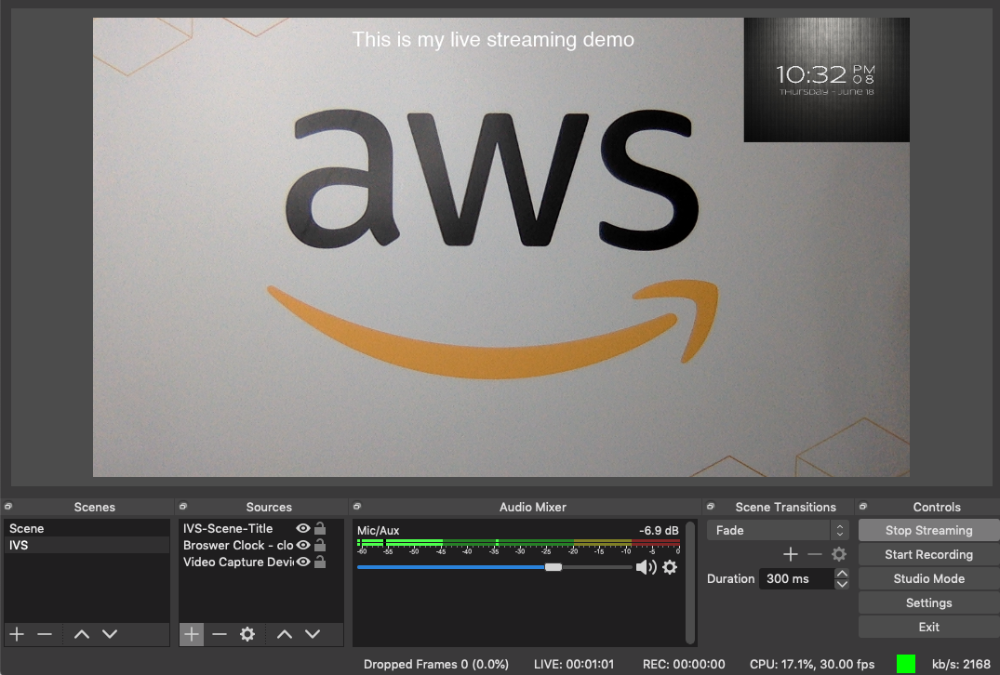 This is my live streaming demo
10:32 PM
08
THURSDAY - JUNE 18
aws
Scenes
Scene
IVS
Sources
IVS-Scene-Title
Broswer Clock - clo
Video Capture Devi
Audio Mixer
Mic/Aux -6.9 dB
-60 -55 -50 -45 -40 -35 -30 -25 -20 -15 -10 -5 0
Scene Transitions
Fade
Duration 300 ms
Controls
Stop Streaming
Start Recording
Studio Mode
Settings
Exit
Dropped Frames 0 (0.0%) LIVE: 00:01:01 REC: 00:00:00 CPU: 17.1%, 30.00 fps kb/s: 2168